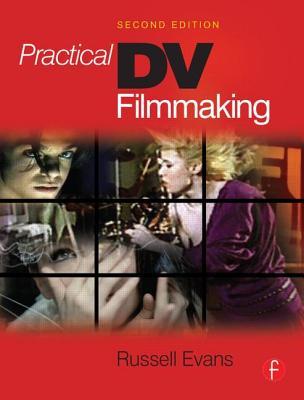 SECOND EDITION
Practical DV
Filmmaking
Russell Evans
f